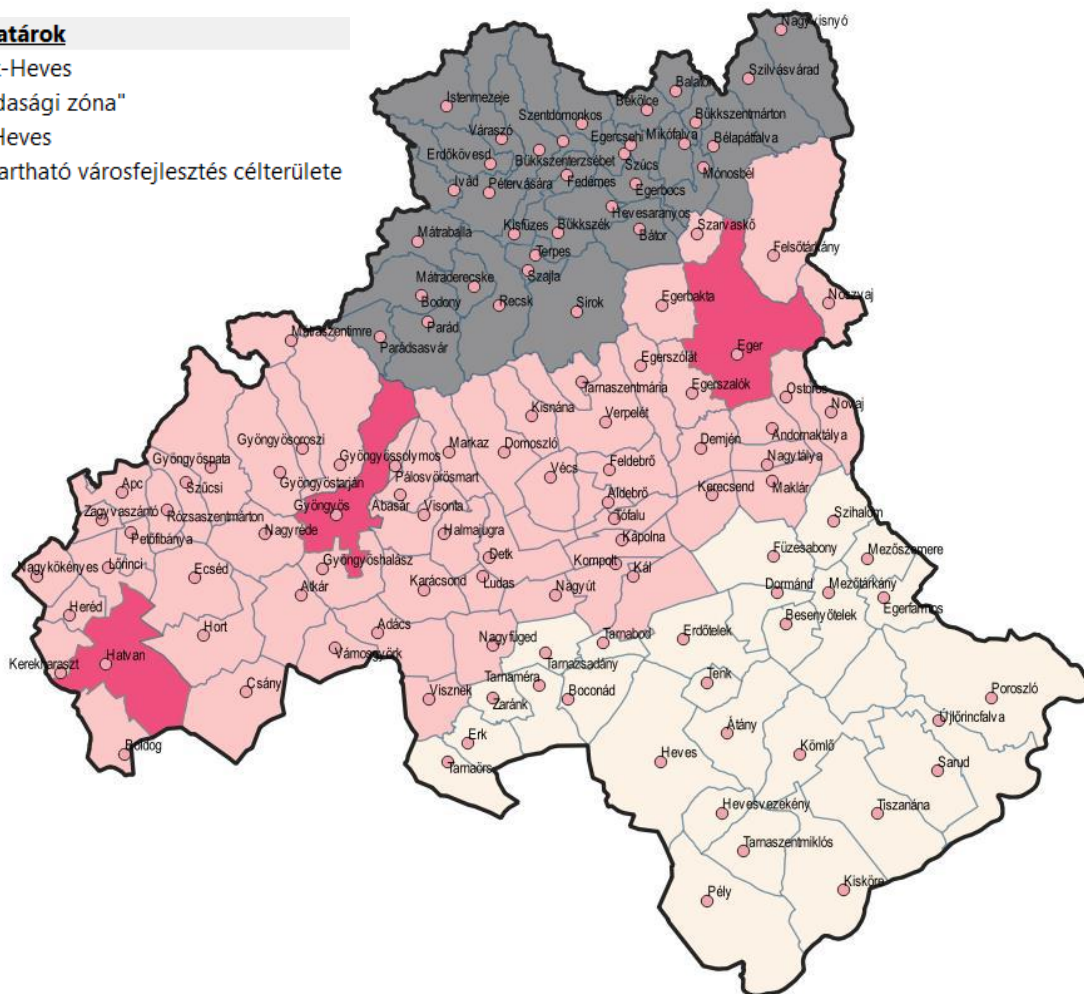 atárok
-Heves
dasági zóna"
Heves
artható városfejlesztés célterülete
Nagyvisnyó
Szilvásvárad
Balaton
Istenmezeje
Bekölce
Szentdomonkos
Bükkszentmárton
Váraszó
Egercsehi
Mikófalva
Bélapátfalva
Erdőkövesd
Bükkszenterzsébet
Szúcs
Mónosbél
Ivád
Pétervására
Fedémes
Egerbocs
Hevesaranyos
Kisfüzes
Bükkszék
Bátor
Szarvaskő
Mátraballa
Terpes
Felsőtárkány
Mátraderecske
Szajla
Bodony
Recsk
Sirok
Egerbakta
Noszvaj
Parád
Mátraszentimre
Parádsasvár
Eger
Egerszólát
Tarnaszentmária
Egerszalók
Ostoros
Kisnána
Verpelét
Novaj
Gyöngyösoroszi
Markaz
Domoszló
Demjén
Andornaktálya
Gyöngyöspata
Gyöngyössolymos
Feldebrő
Nagytálya
Apc
Szűcsi
Gyöngyöstarján
Pálosvörösmart
Vécs
Kerecsend
Maklár
Zagyvaszántó
Rózsaszentmárton
Abasár
Visonta
Aldebrő
Gyöngyös
Tófalu
Szihalom
Petőfibánya
Nagyréde
Halmajugra
Kápolna
Nagykökényes
Lőrinci
Ecséd
Gyöngyöshalász
Detk
Kompolt
Kál
Füzesabony
Mezőszemere
Atkár
Karácsond
Ludas
Nagyút
Dormánd
Mezőtárkány
Heréd
Besenyőtelek
Egerfarmos
Hort
Adács
Nagyfüged
Tarnabod
Erdőtelek
Kerekharaszt
Hatvan
Vámosgyörk
Tarnazsadány
Csány
Visznek
Tarnaméra
Zaránk
Boconád
Tenk
Poroszló
Boldog
Erk
Átány
Újlőrincfalva
Tarnaörs
Heves
Kömlő
Sarud
Hevesvezekény
Tiszanána
Tarnaszentmiklós
Pély
Kisköre